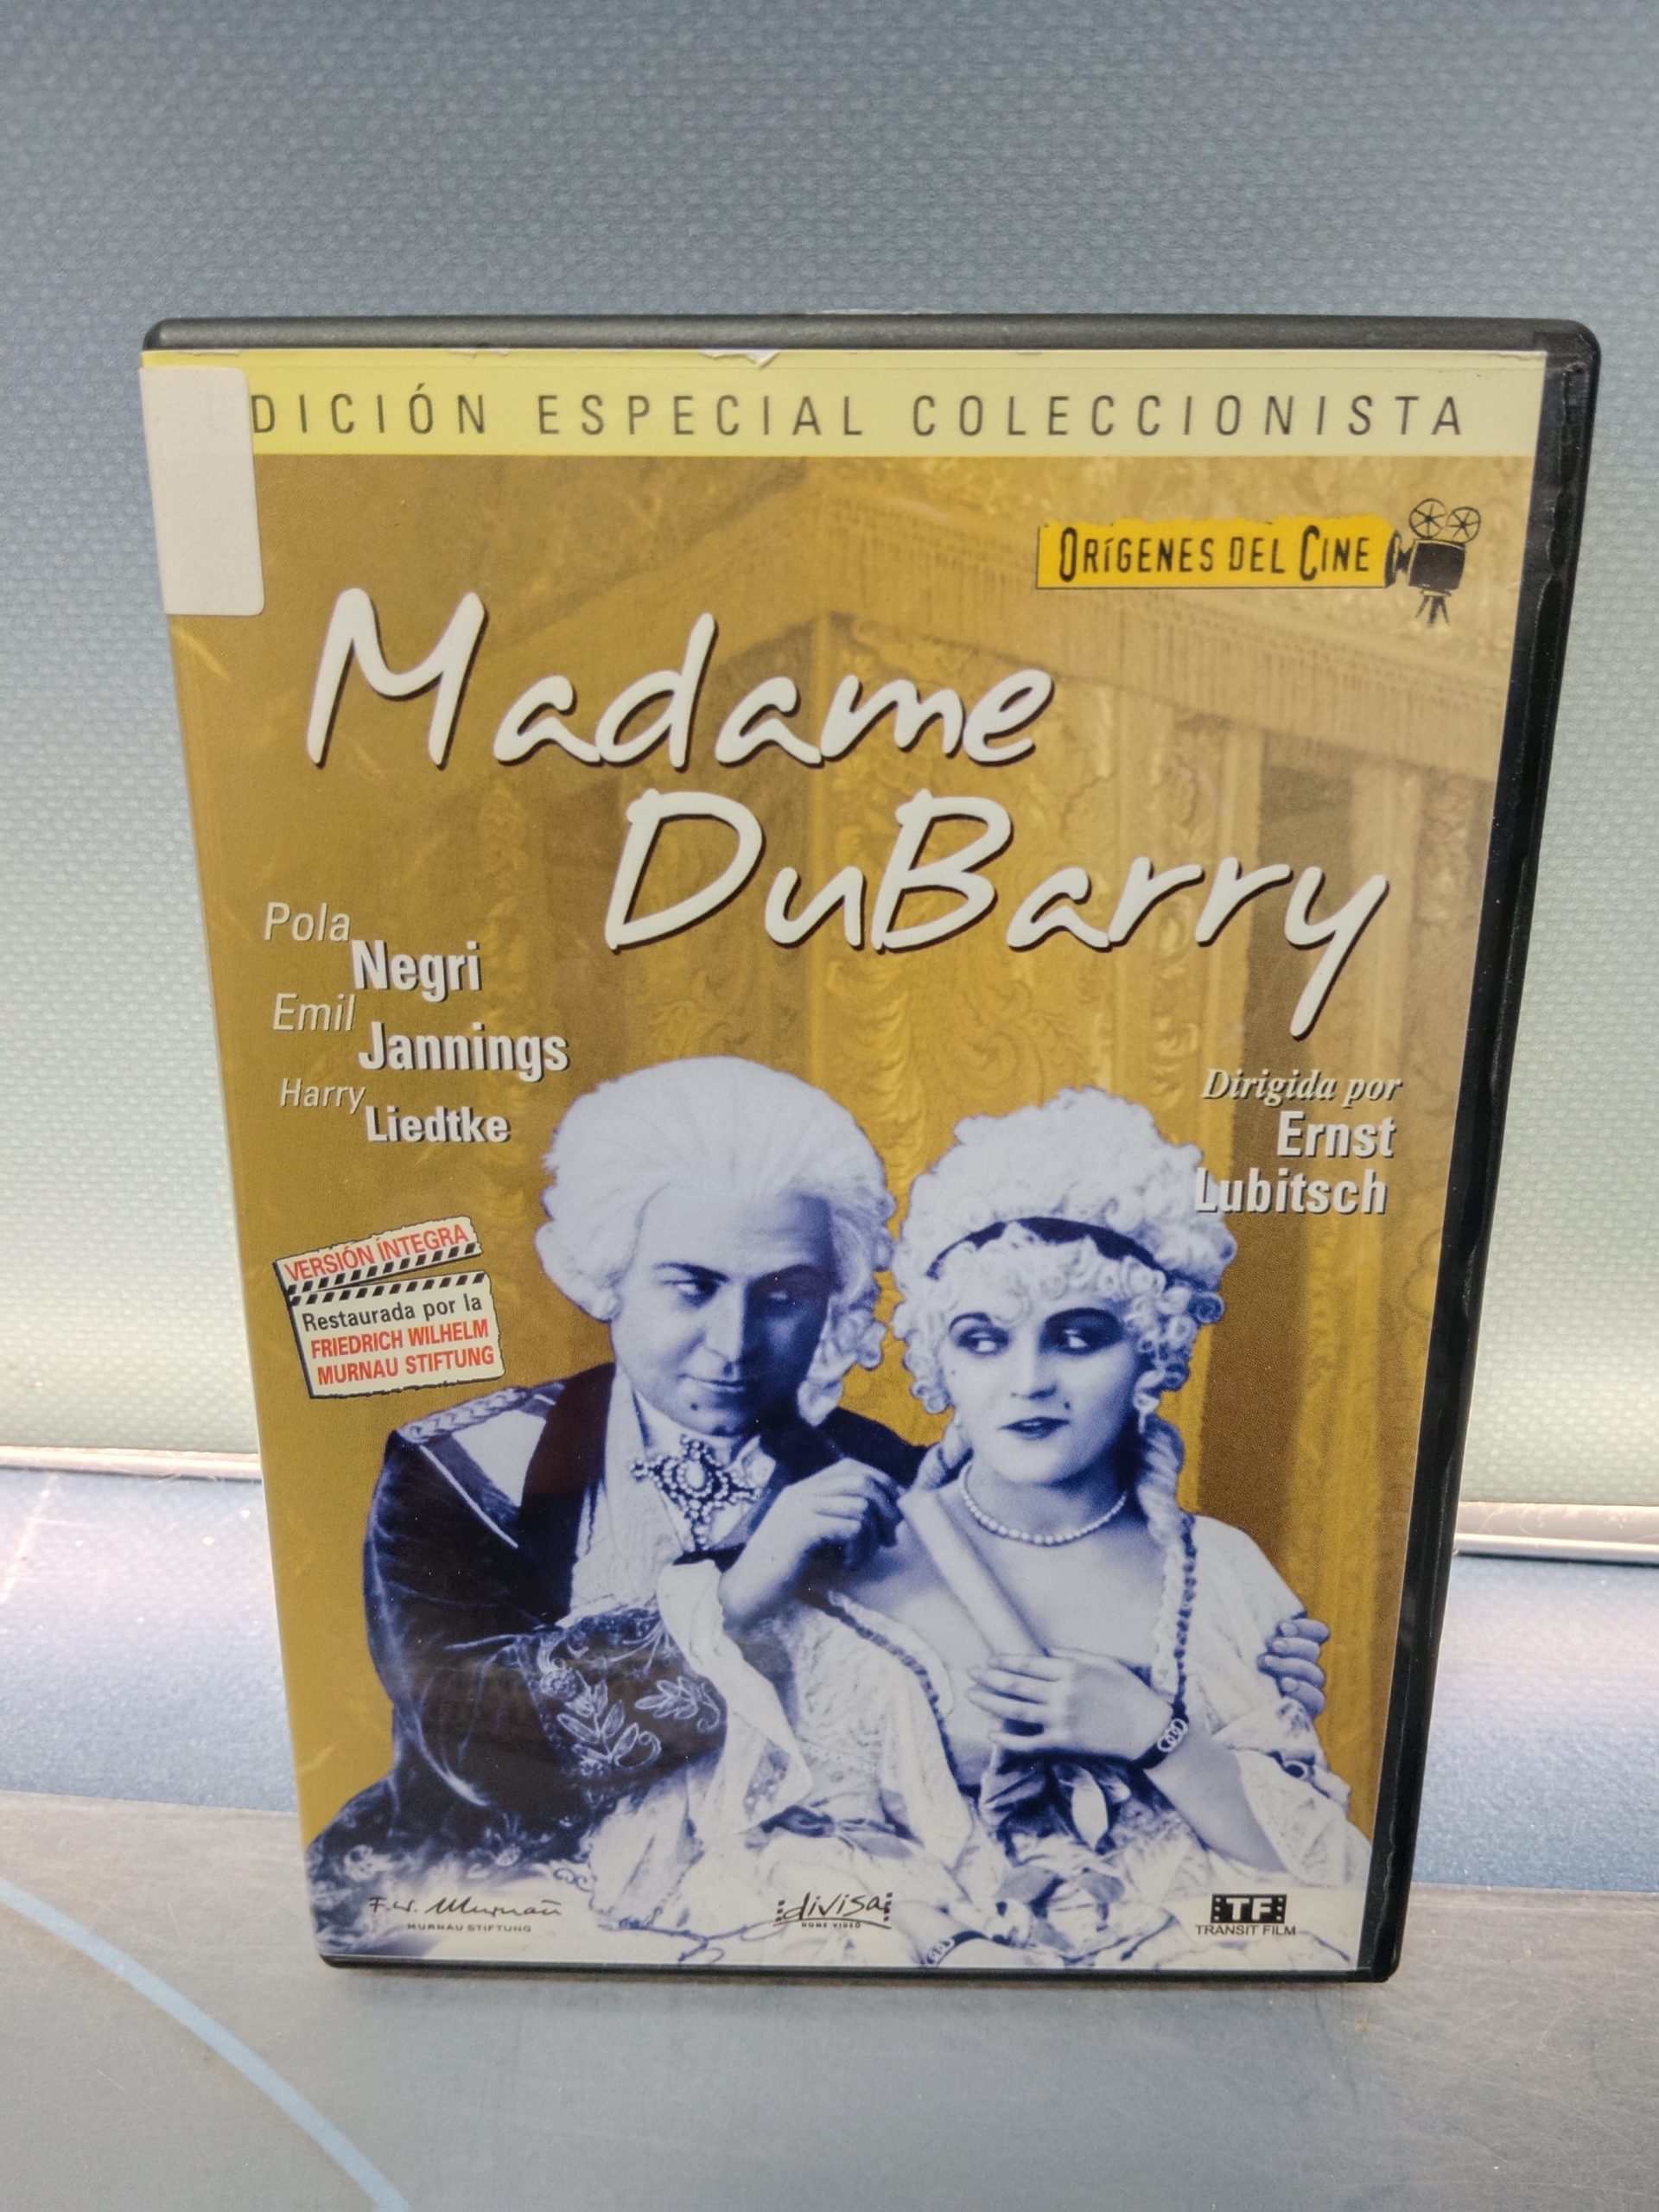 DICIÓN ESPECIAL COLECCIONISTA
ORÍGENES DEL CINE
Madame
DuBarry
Pola
Negri
Emil
Jannings
Harry
Liedtke
Dirigida por
Ernst
Lubitsch
VERSIÓN ÍNTEGRA
Restaurada por la
FRIEDRICH WILHELM
MURNAU STIFTUNG
F.W. Murnau
MURNAU STIFTUNG
divisa
HOME VIDEO
TF
TRANSIT FILM